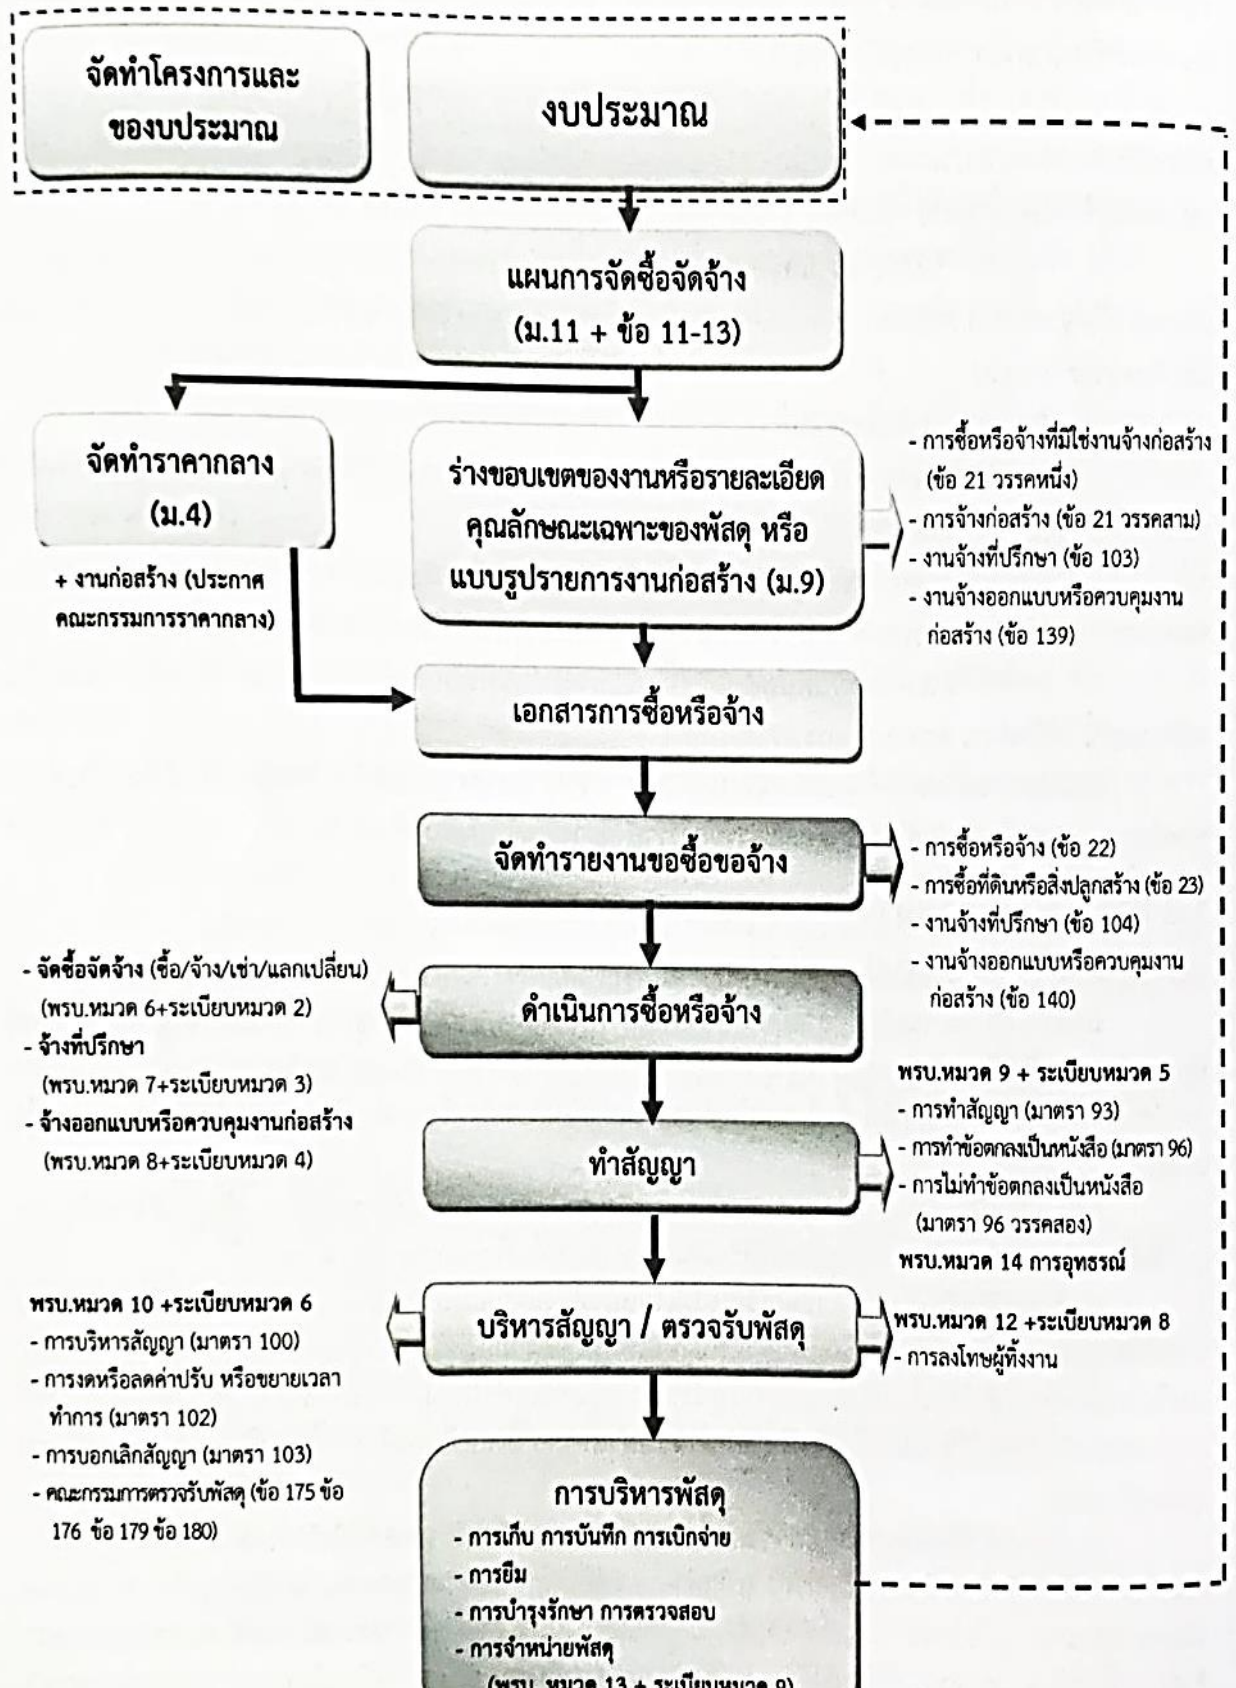 จัดทำโครงการและ
ของบประมาณ
งบประมาณ
แผนการจัดซื้อจัดจ้าง
(ม.11 + ข้อ 11-13)
จัดทำราคากลาง
(ม.4)
+ งานก่อสร้าง (ประกาศ
คณะกรรมการราคากลาง)
ร่างขอบเขตของงานหรือรายละเอียด
คุณลักษณะเฉพาะของพัสดุ หรือ
แบบรูปรายการงานก่อสร้าง (ม.9)
- การซื้อหรือจ้างที่มิใช่งานจ้างก่อสร้าง
(ข้อ 21 วรรคหนึ่ง)
- การจ้างก่อสร้าง (ข้อ 21 วรรคสาม)
- งานจ้างที่ปรึกษา (ข้อ 103)
- งานจ้างออกแบบหรือควบคุมงาน
ก่อสร้าง (ข้อ 139)
เอกสารการซื้อหรือจ้าง
จัดทำรายงานขอซื้อขอจ้าง
- การซื้อหรือจ้าง (ข้อ 22)
- การซื้อที่ดินหรือสิ่งปลูกสร้าง (ข้อ 23)
- งานจ้างที่ปรึกษา (ข้อ 104)
- งานจ้างออกแบบหรือควบคุมงาน
ก่อสร้าง (ข้อ 140)
- จัดซื้อจัดจ้าง (ซื้อ/จ้าง/เช่า/แลกเปลี่ยน)
(พรบ.หมวด 6+ระเบียบหมวด 2)
- จ้างที่ปรึกษา
(พรบ.หมวด 7+ระเบียบหมวด 3)
- จ้างออกแบบหรือควบคุมงานก่อสร้าง
(พรบ.หมวด 8+ระเบียบหมวด 4)
ดำเนินการซื้อหรือจ้าง
ทำสัญญา
พรบ.หมวด 9 + ระเบียบหมวด 5
- การทำสัญญา (มาตรา 93)
- การทำข้อตกลงเป็นหนังสือ (มาตรา 96)
- การไม่ทำข้อตกลงเป็นหนังสือ
(มาตรา 96 วรรคสอง)
พรบ.หมวด 14 การอุทธรณ์
พรบ.หมวด 10 +ระเบียบหมวด 6
- การบริหารสัญญา (มาตรา 100)
- การงดหรือลดค่าปรับ หรือขยายเวลา
ทำการ (มาตรา 102)
- การบอกเลิกสัญญา (มาตรา 103)
- คณะกรรมการตรวจรับพัสดุ (ข้อ 175 ข้อ
176 ข้อ 179 ข้อ 180)
บริหารสัญญา / ตรวจรับพัสดุ
พรบ.หมวด 12 +ระเบียบหมวด 8
- การลงโทษผู้ทิ้งงาน
การบริหารพัสดุ
- การเก็บ การบันทึก การเบิกจ่าย
- การยืม
- การบำรุงรักษา การตรวจสอบ
- การจำหน่ายพัสดุ
(พรบ. หมวด 13 + ระเบียบหมวด 9)